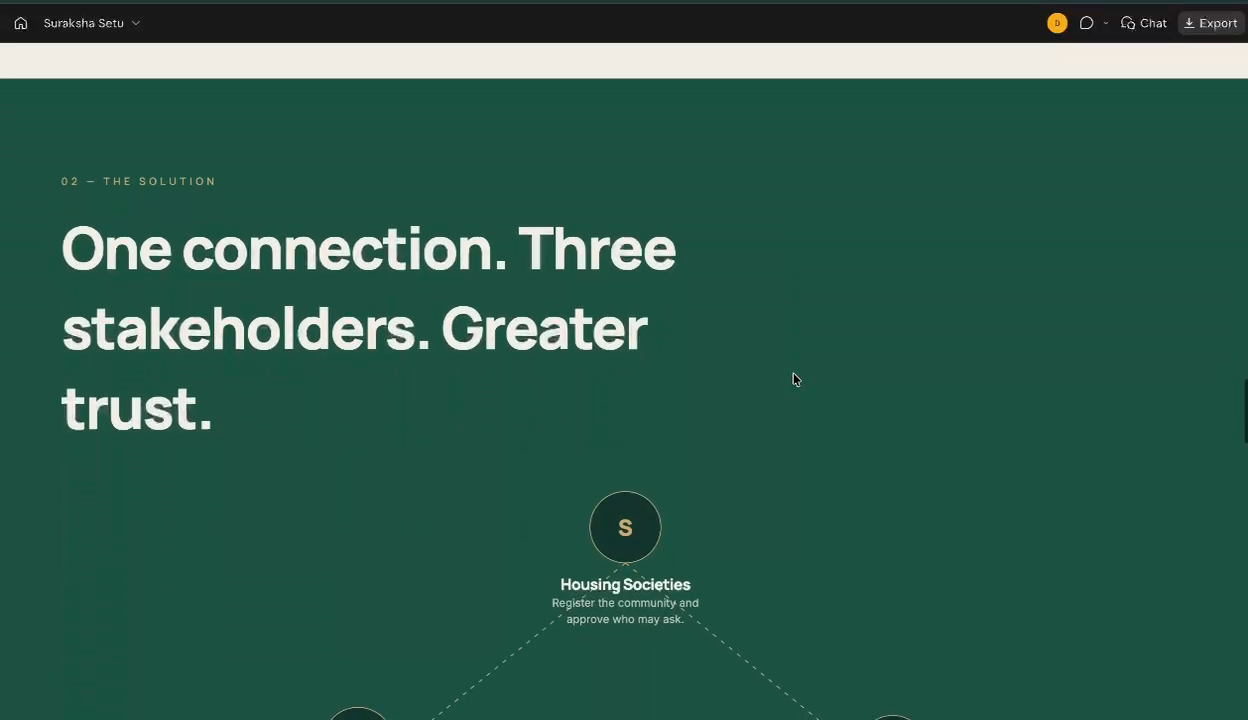 Suraksha Setu
D
Chat
Export
02 — THE SOLUTION
One connection. Three
stakeholders. Greater
trust.
S
Housing Societies
Register the community and
approve who may ask.